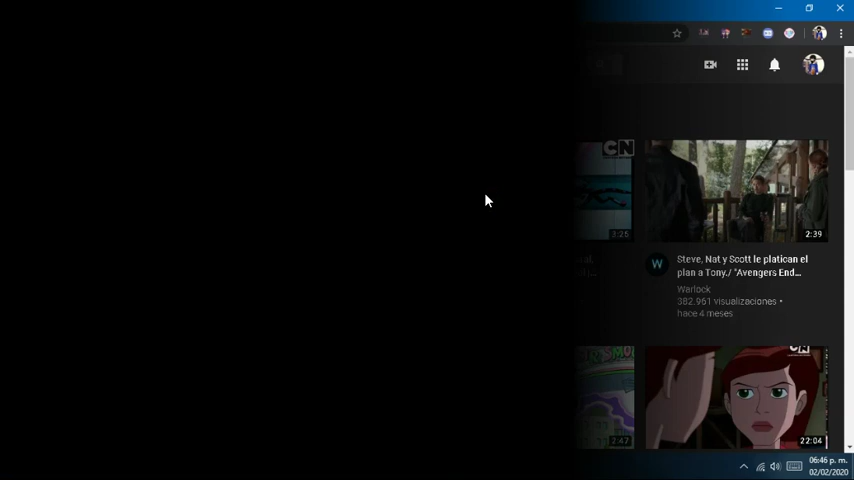 CN
3:25
2:39
W
Steve, Nat y Scott le platican el
plan a Tony./ "Avengers End...
Warlock
382.961 visualizaciones •
hace 4 meses
CN
2:47
22:04
06:46 p. m.
02/02/2020